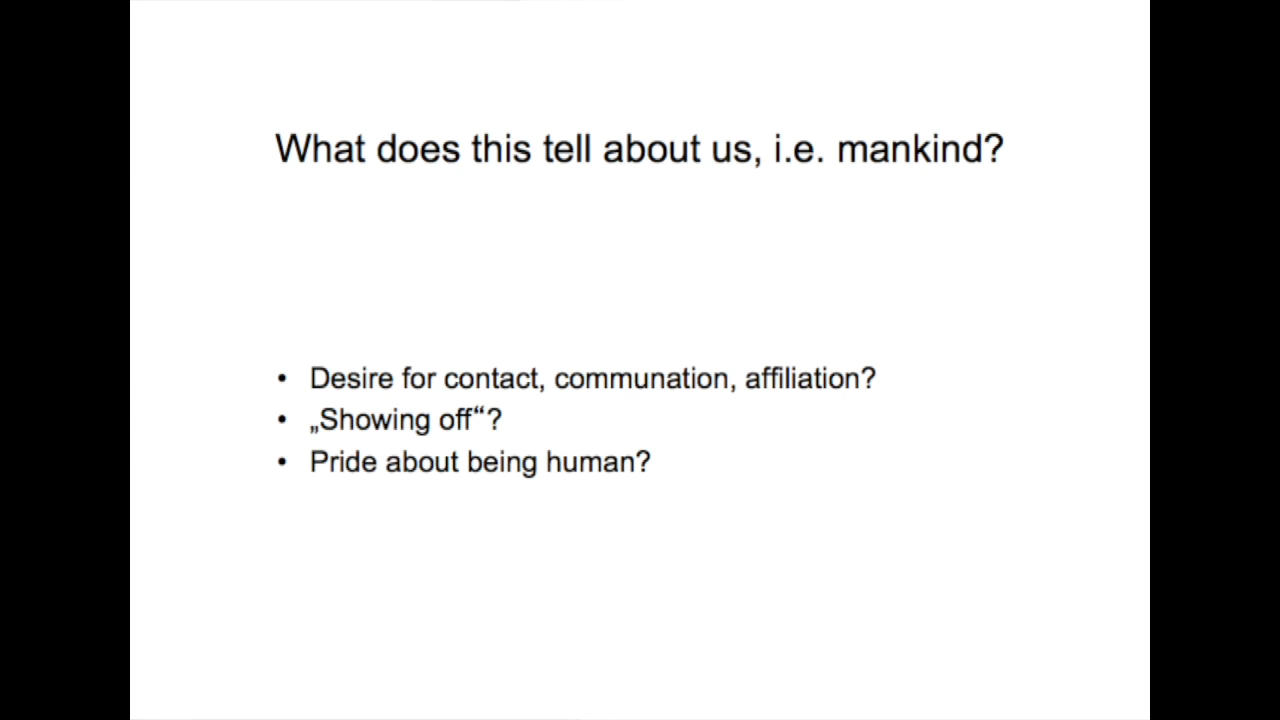 What does this tell about us, i.e. mankind?
• Desire for contact, communation, affiliation?
• „Showing off“?
• Pride about being human?